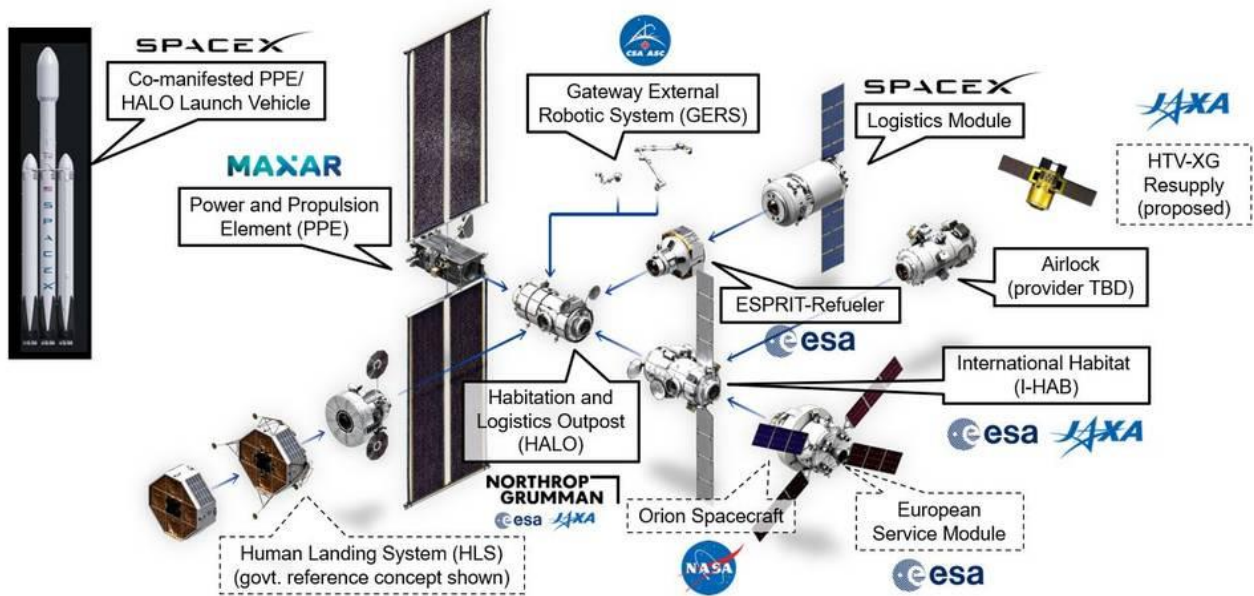 SPACEX
Co-manifested PPE/
HALO Launch Vehicle
SPACEX
MAXAR
Power and Propulsion
Element (PPE)
CSA ASC
Gateway External
Robotic System (GERS)
SPACEX
Logistics Module
JAXA
HTV-XG
Resupply
(proposed)
Airlock
(provider TBD)
ESPRIT-Refueler
esa
International Habitat
(I-HAB)
esa JAXA
Habitation and
Logistics Outpost
(HALO)
NORTHROP
GRUMMAN
esa JAXA
Orion Spacecraft
NASA
European
Service Module
esa
Human Landing System (HLS)
(govt. reference concept shown)